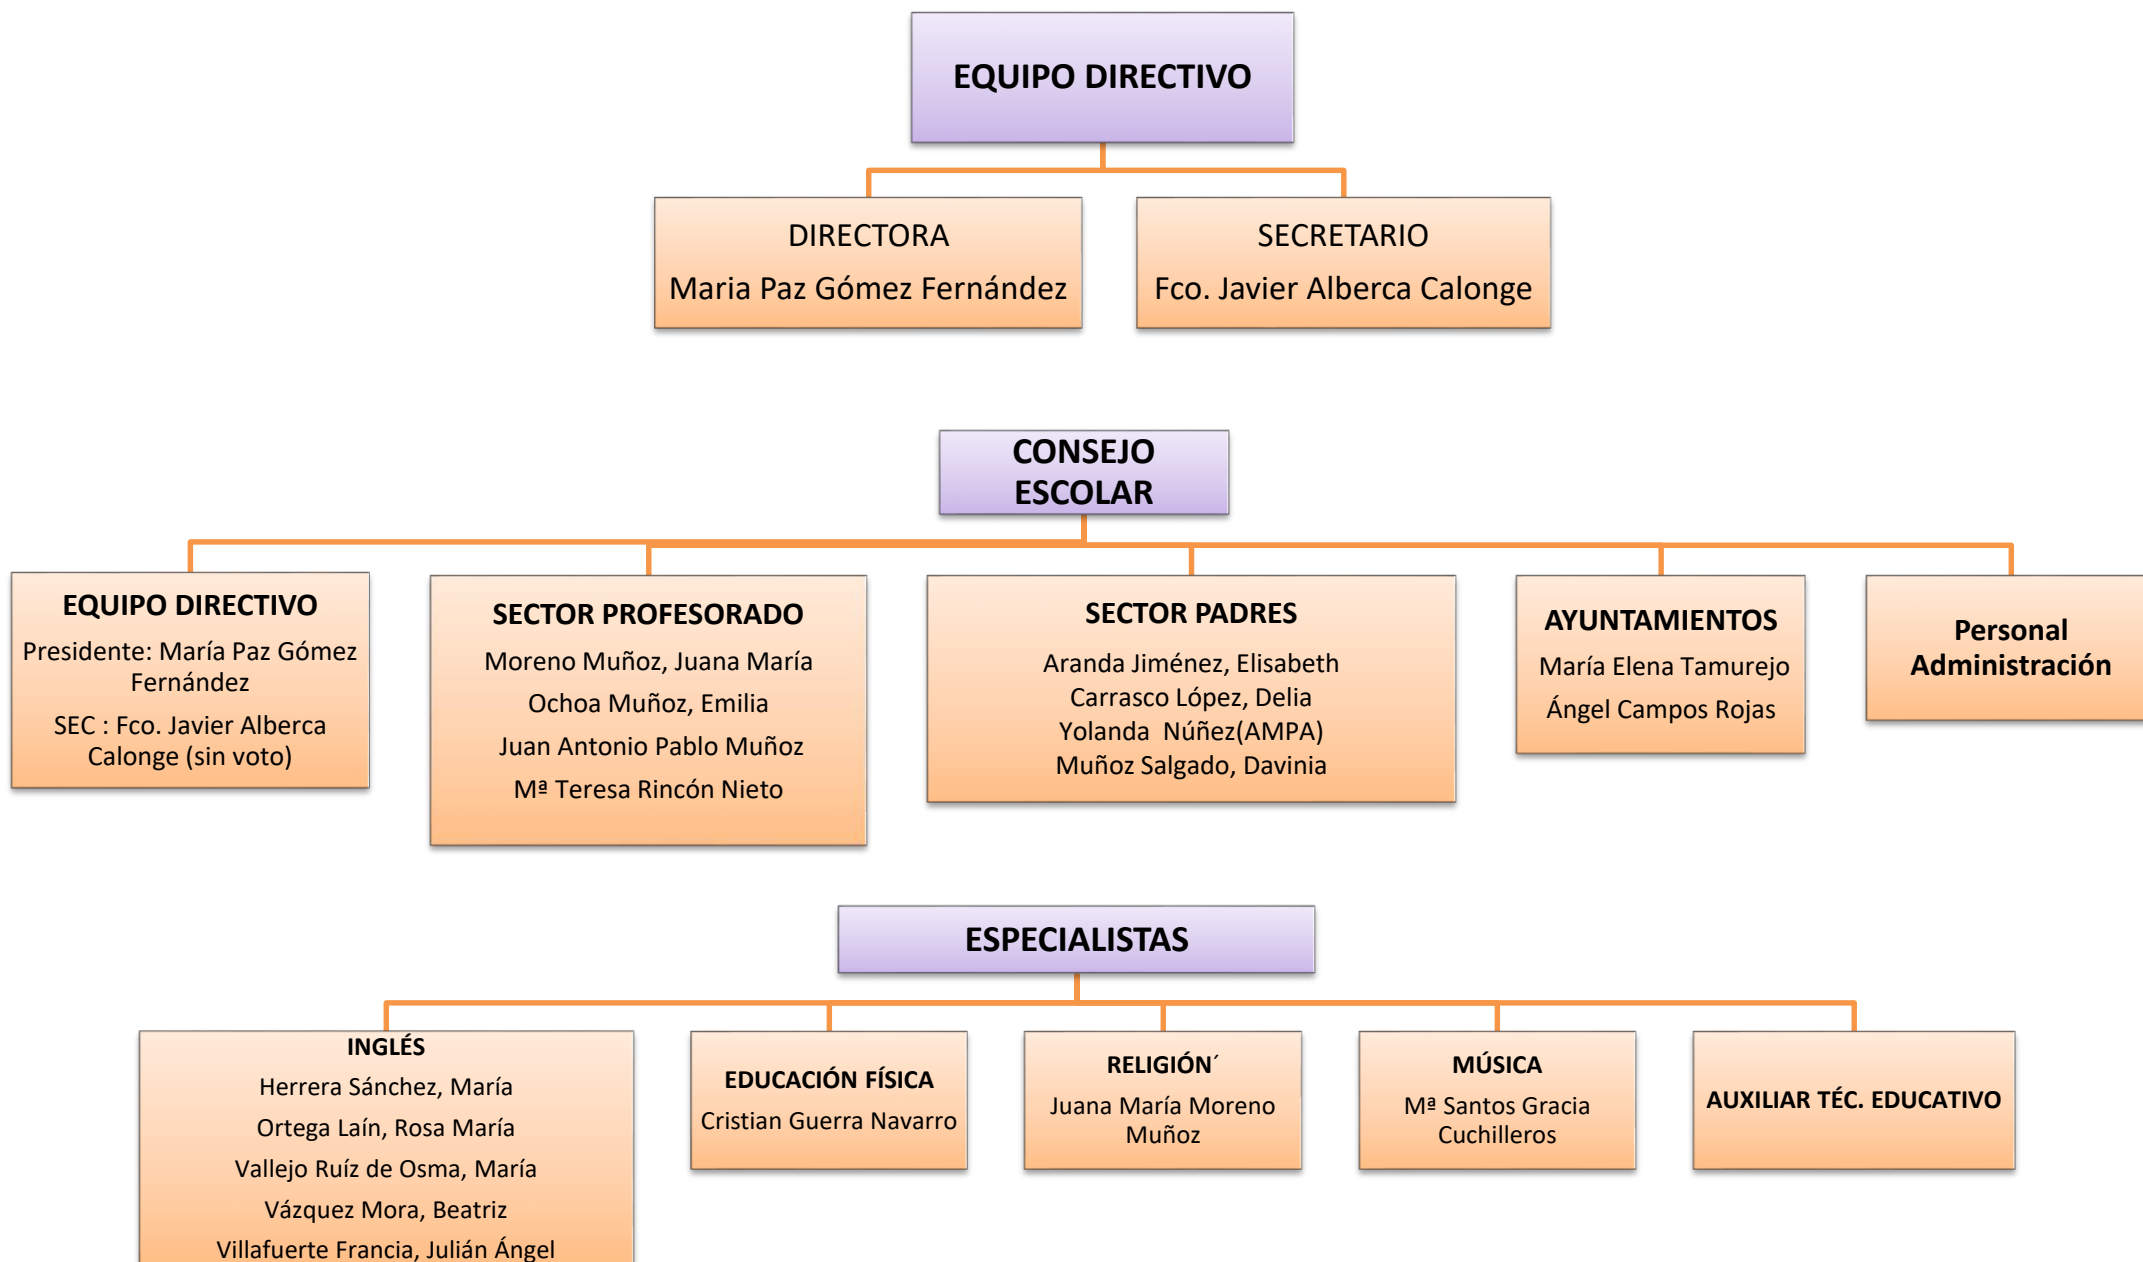 EQUIPO DIRECTIVO
DIRECTORA
Maria Paz Gómez Fernández
SECRETARIO
Fco. Javier Alberca Calonge
CONSEJO
ESCOLAR
EQUIPO DIRECTIVO
Presidente: María Paz Gómez
Fernández
SEC : Fco. Javier Alberca
Calonge (sin voto)
SECTOR PROFESORADO
Moreno Muñoz, Juana María
Ochoa Muñoz, Emilia
Juan Antonio Pablo Muñoz
Mª Teresa Rincón Nieto
SECTOR PADRES
Aranda Jiménez, Elisabeth
Carrasco López, Delia
Yolanda  Núñez(AMPA)
Muñoz Salgado, Davinia
AYUNTAMIENTOS
María Elena Tamurejo
Ángel Campos Rojas
Personal
Administración
ESPECIALISTAS
INGLÉS
Herrera Sánchez, María
Ortega Laín, Rosa María
Vallejo Ruíz de Osma, María
Vázquez Mora, Beatriz
Villafuerte Francia, Julián Ángel
EDUCACIÓN FÍSICA
Cristian Guerra Navarro
RELIGIÓN´
Juana María Moreno
Muñoz
MÚSICA
Mª Santos Gracia
Cuchilleros
AUXILIAR TÉC. EDUCATIVO